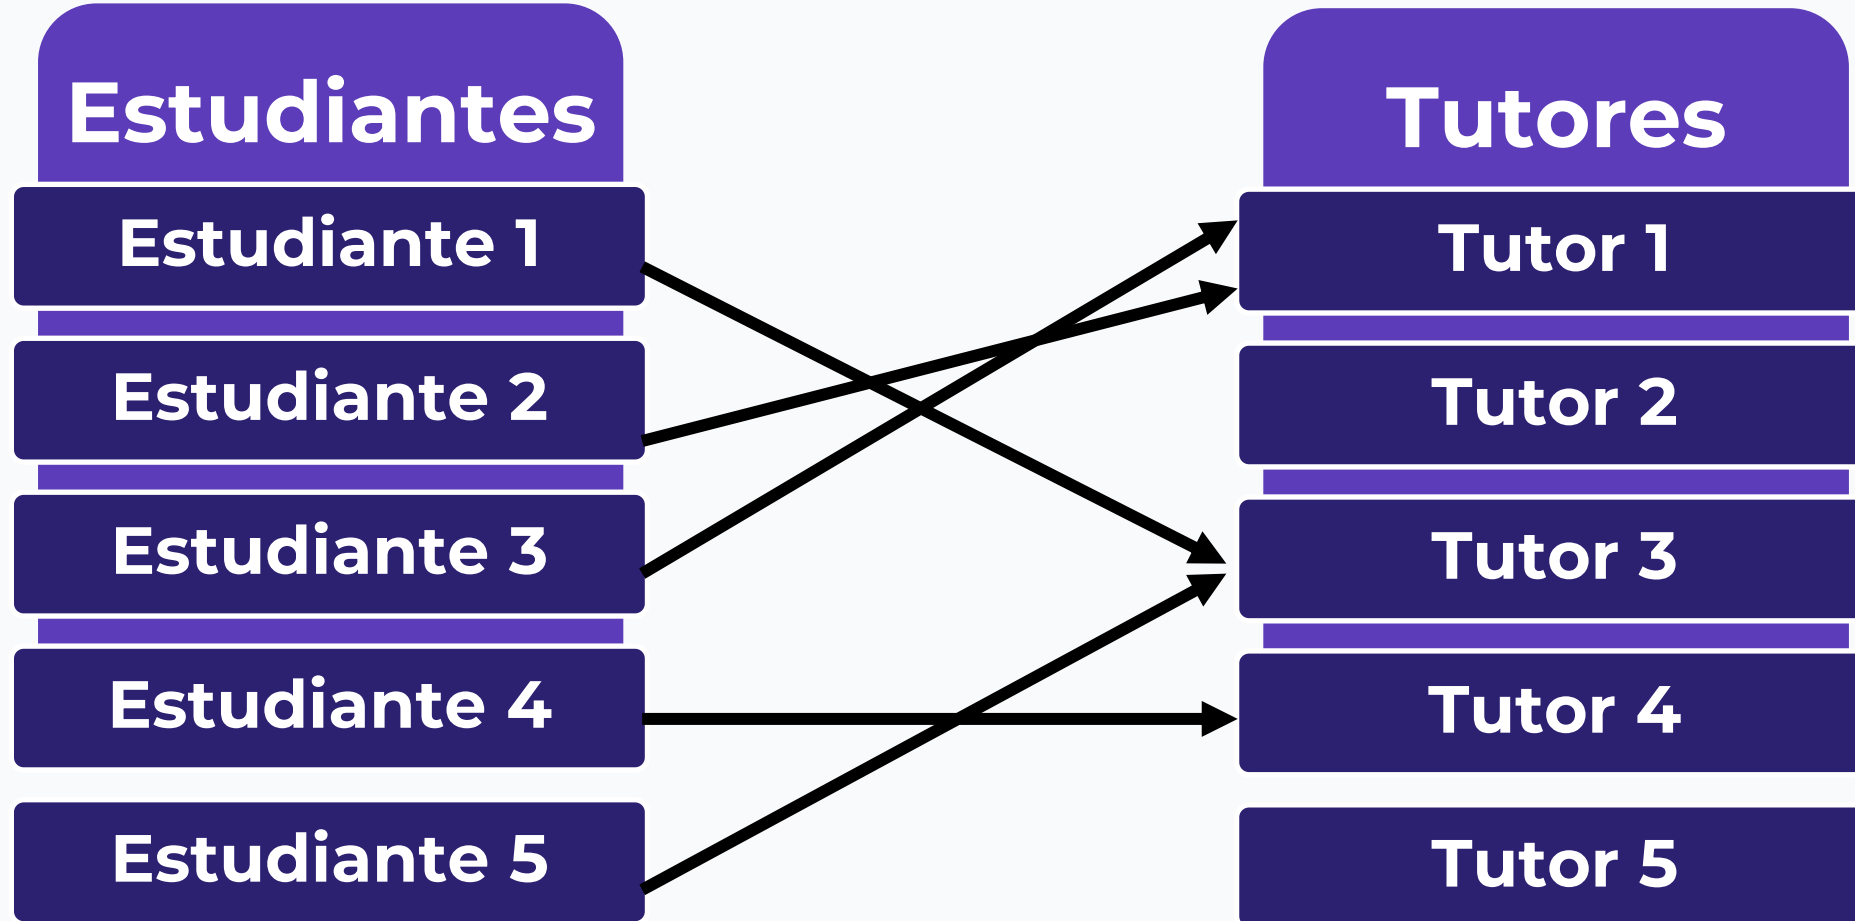 Estudiantes
Estudiante 1
Estudiante 2
Estudiante 3
Estudiante 4
Estudiante 5
Tutores
Tutor 1
Tutor 2
Tutor 3
Tutor 4
Tutor 5